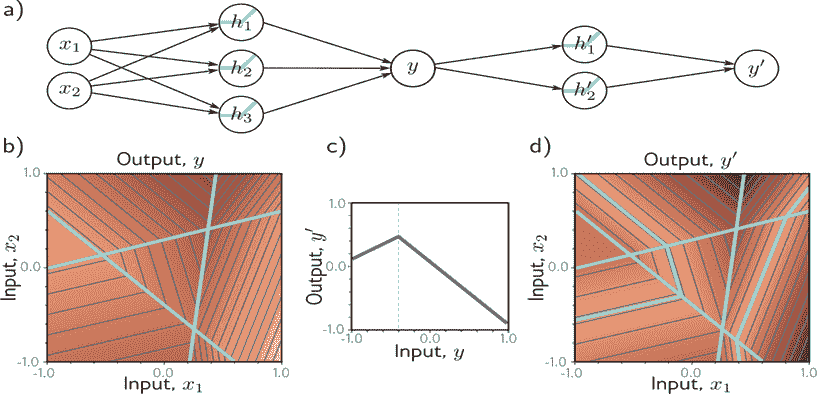 a)
x₁
x₂
h₁
h₂
h₃
y
h′₁
h′₂
y′
b)
Output, y
1.0
0.0
-1.0
Input, x₂
-1.0
0.0
1.0
Input, x₁
c)
1.0
0.0
-1.0
Output, y′
-1.0
0.0
1.0
Input, y
d)
Output, y′
1.0
0.0
-1.0
Input, x₂
-1.0
0.0
1.0
Input, x₁